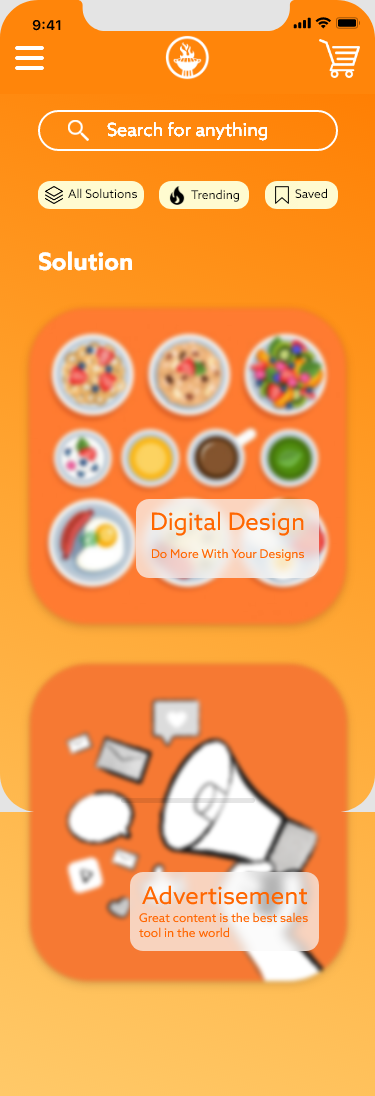 9:41
Search for anything
All Solutions
Trending
Saved
Solution
Digital Design
Do More With Your Designs
Advertisement
Great content is the best sales
tool in the world